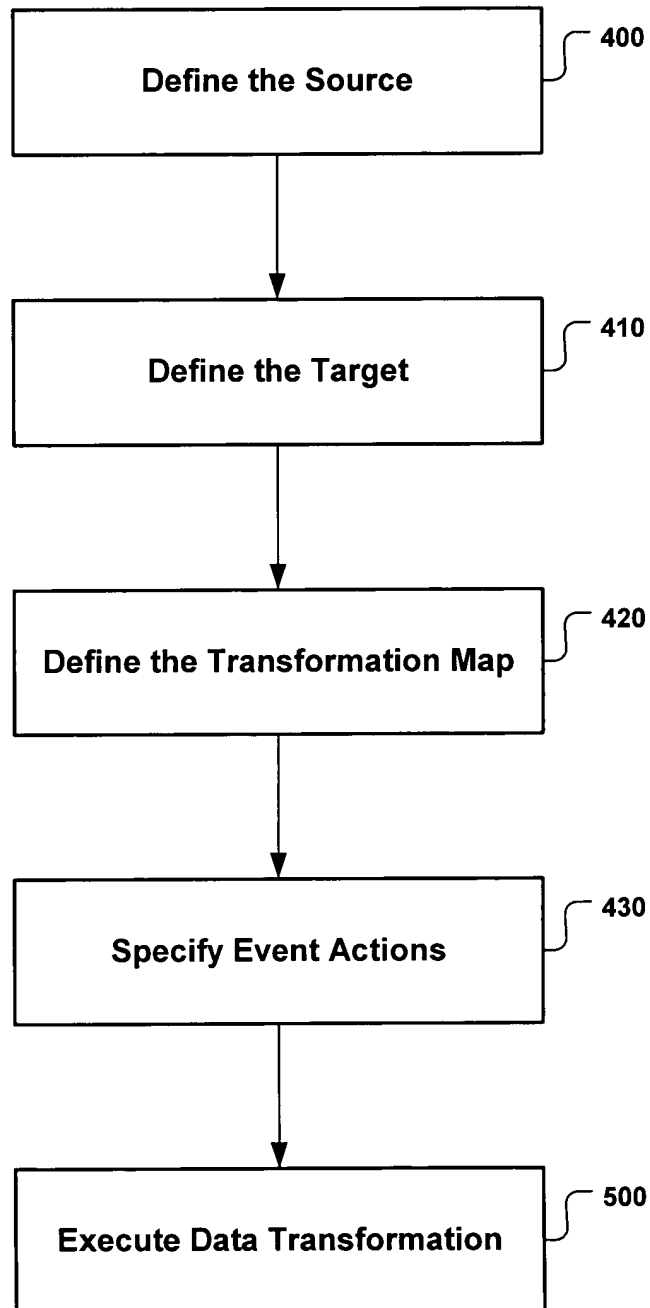 400
Define the Source
410
Define the Target
420
Define the Transformation Map
430
Specify Event Actions
500
Execute Data Transformation